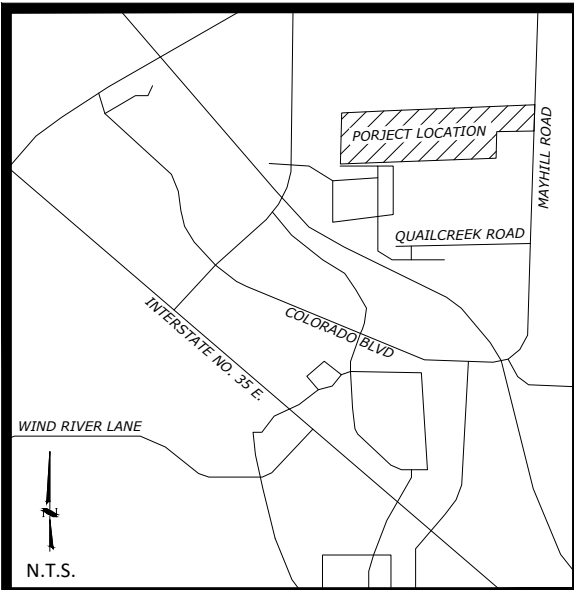 PORJECT LOCATION
MAYHILL ROAD
QUAILCREEK ROAD
COLORADO BLVD
INTERSTATE NO. 35 E.
WIND RIVER LANE
N
N.T.S.